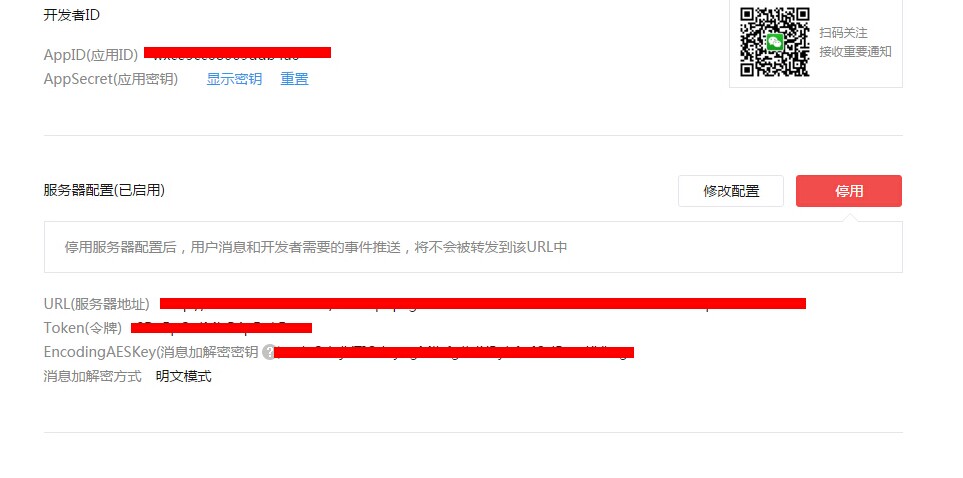 开发者ID
扫码关注
接收重要通知
AppID(应用ID)
AppSecret(应用密钥) 显示密钥 重置
服务器配置(已启用) 修改配置 停用
停用服务器配置后，用户消息和开发者需要的事件推送，将不会被转发到该URL中
URL(服务器地址)
Token(令牌)
EncodingAESKey(消息加解密密钥 ?
消息加解密方式 明文模式